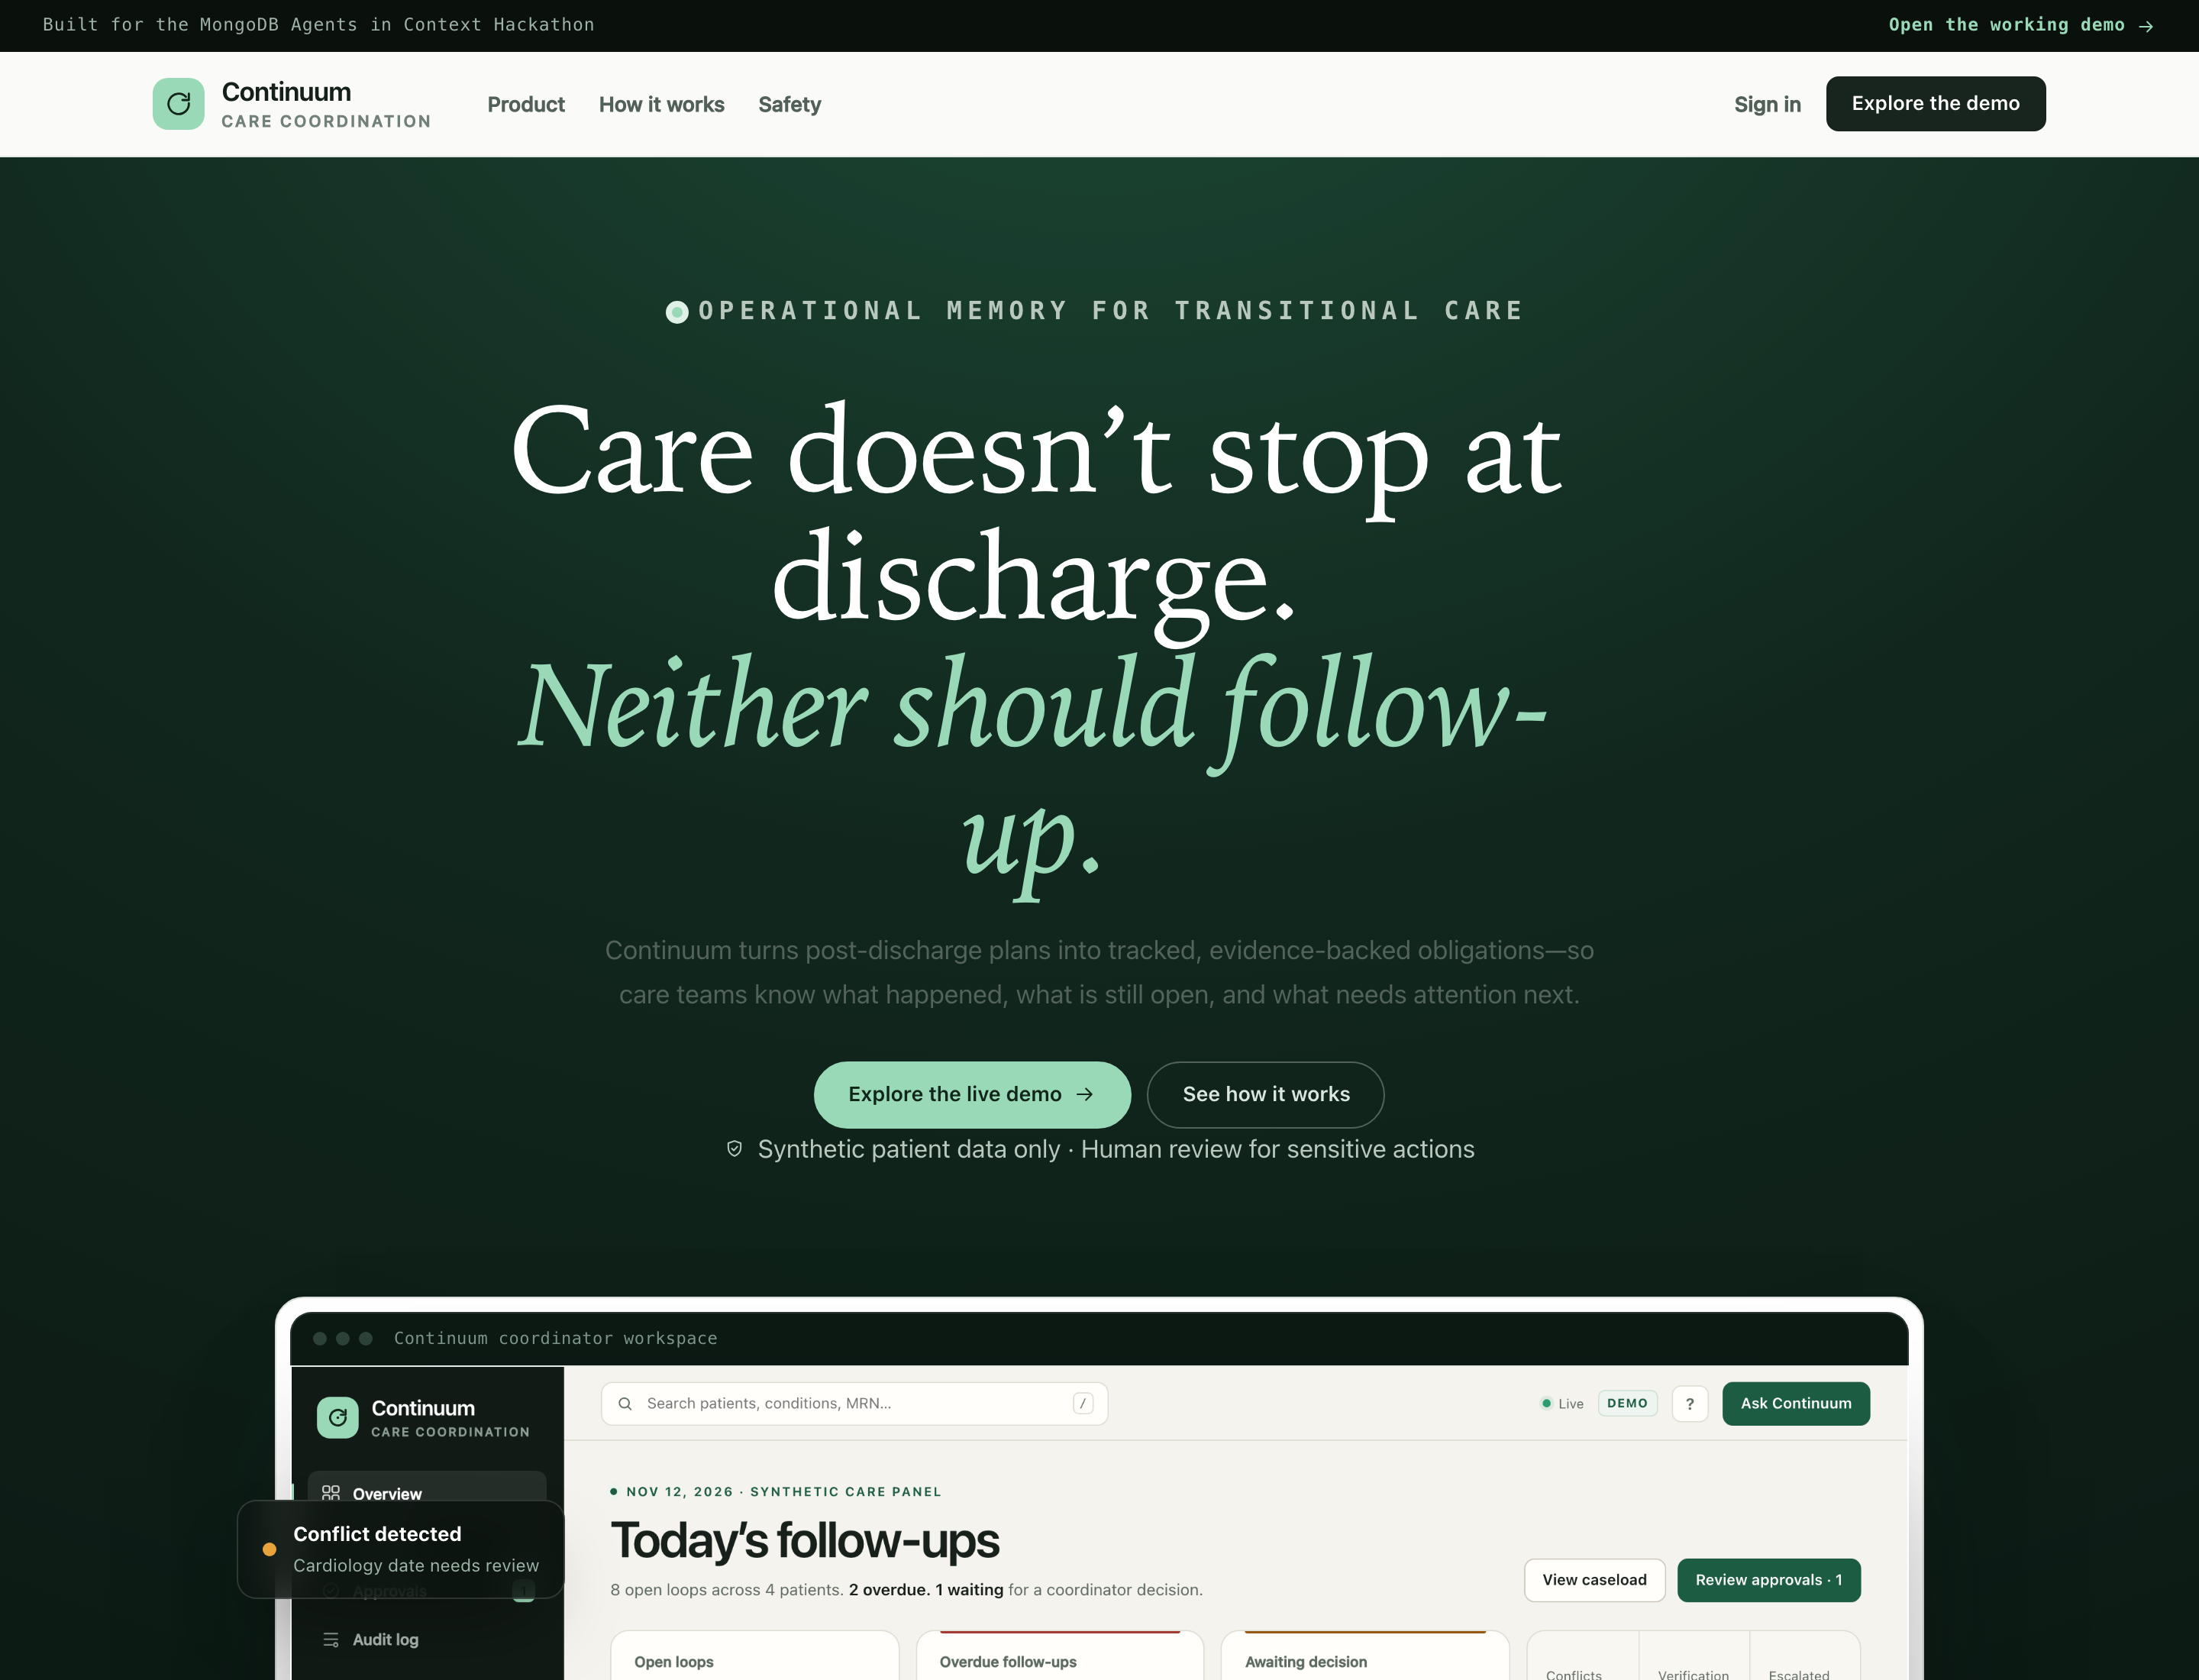 Built for the MongoDB Agents in Context Hackathon
Open the working demo →
Continuum
CARE COORDINATION
Product
How it works
Safety
Sign in
Explore the demo
OPERATIONAL MEMORY FOR TRANSITIONAL CARE
Care doesn’t stop at
discharge.
Neither should follow-
up.
Continuum turns post-discharge plans into tracked, evidence-backed obligations—so
care teams know what happened, what is still open, and what needs attention next.
Explore the live demo →
See how it works
Synthetic patient data only · Human review for sensitive actions
Continuum coordinator workspace
Continuum
CARE COORDINATION
Search patients, conditions, MRN...
/
Live
DEMO
?
Ask Continuum
Overview
Conflict detected
Cardiology date needs review
Approvals
Audit log
NOV 12, 2026 · SYNTHETIC CARE PANEL
Today’s follow-ups
8 open loops across 4 patients. 2 overdue. 1 waiting for a coordinator decision.
View caseload
Review approvals · 1
Open loops
Overdue follow-ups
Awaiting decision
Conflicts
Verification
Escalated